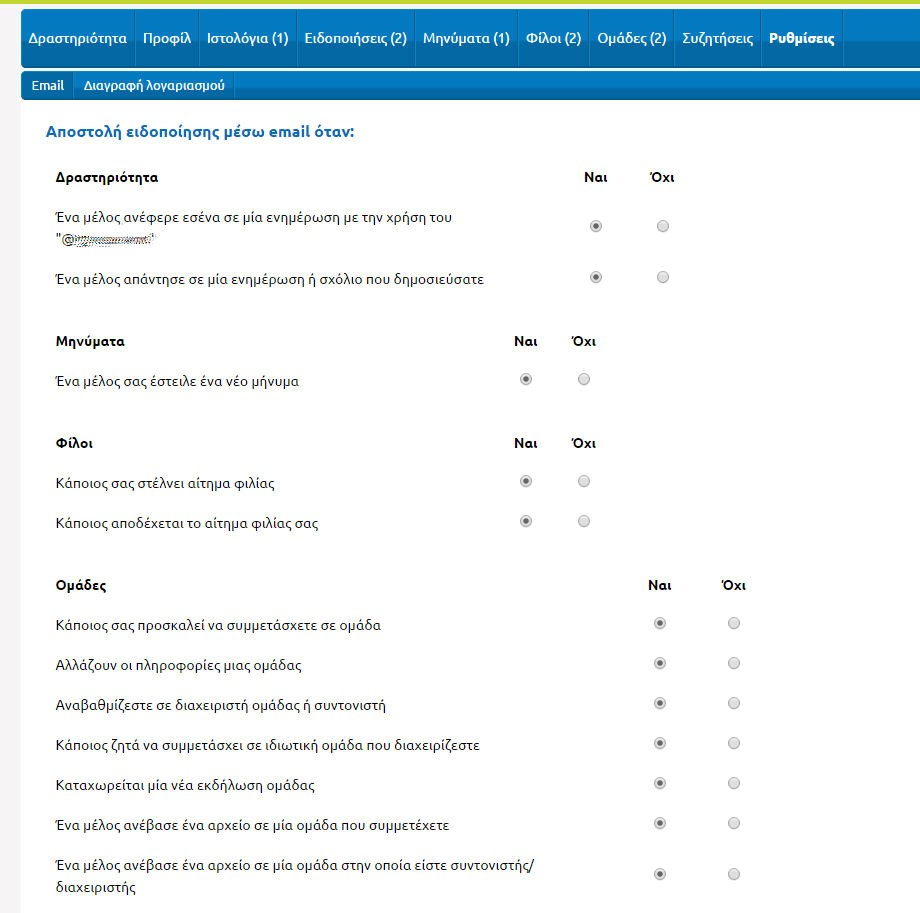 Δραστηριότητα Προφίλ Ιστολόγια (1) Ειδοποιήσεις (2) Μηνύματα (1) Φίλοι (2) Ομάδες (2) Συζητήσεις Ρυθμίσεις
Email Διαγραφή λογαριασμού
Αποστολή ειδοποίησης μέσω email όταν:
Δραστηριότητα Ναι Όχι
Ένα μέλος ανέφερε εσένα σε μία ενημέρωση με την χρήση του
"@
Ένα μέλος απάντησε σε μία ενημέρωση ή σχόλιο που δημοσιεύσατε
Μηνύματα Ναι Όχι
Ένα μέλος σας έστειλε ένα νέο μήνυμα
Φίλοι Ναι Όχι
Κάποιος σας στέλνει αίτημα φιλίας
Κάποιος αποδέχεται το αίτημα φιλίας σας
Ομάδες Ναι Όχι
Κάποιος σας προσκαλεί να συμμετάσχετε σε ομάδα
Αλλάζουν οι πληροφορίες μιας ομάδας
Αναβαθμίζεστε σε διαχειριστή ομάδας ή συντονιστή
Κάποιος ζητά να συμμετάσχει σε ιδιωτική ομάδα που διαχειρίζεστε
Καταχωρείται μία νέα εκδήλωση ομάδας
Ένα μέλος ανέβασε ένα αρχείο σε μία ομάδα που συμμετέχετε
Ένα μέλος ανέβασε ένα αρχείο σε μία ομάδα στην οποία είστε συντονιστής/
διαχειριστής